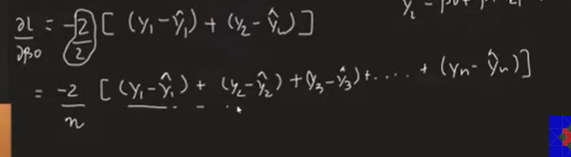 ∂L/∂β0 = -2/2 [ (y₁-ŷ₁) + (y₂-ŷ₂) ]
= -2/n [ (y₁-ŷ₁) + (y₂-ŷ₂) + (y₃-ŷ₃) + .... + (yn-ŷn) ]